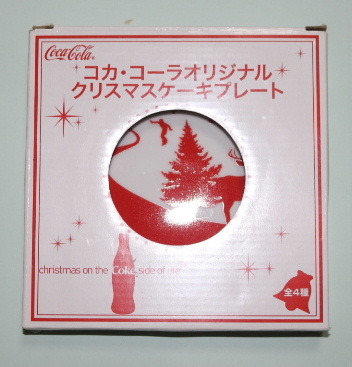 Coca-Cola
コカ・コーラオリジナル
クリスマスケーキプレート
christmas on the Coke side of life
全4種